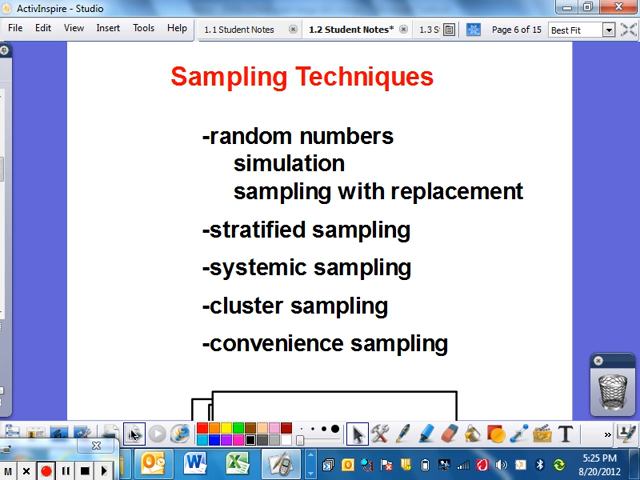 ActivInspire - Studio
File Edit View Insert Tools Help
1.1 Student Notes
1.2 Student Notes*
1.3 S
Page 6 of 15
Best Fit
Sampling Techniques
-random numbers
simulation
sampling with replacement
-stratified sampling
-systemic sampling
-cluster sampling
-convenience sampling
M
5:25 PM
8/20/2012